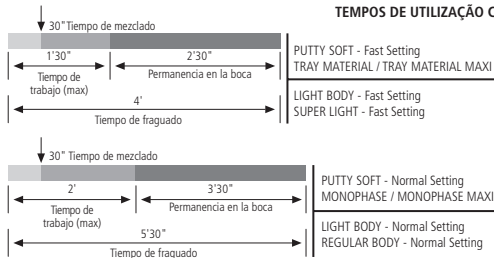 TEMPOS DE UTILIZAÇÃO
30"Tiempo de mezclado
1'30"
2'30"
Tiempo de
trabajo (max)
Permanencia en la boca
4'
Tiempo de fraguado
PUTTY SOFT - Fast Setting
TRAY MATERIAL / TRAY MATERIAL MAXI
LIGHT BODY - Fast Setting
SUPER LIGHT - Fast Setting
30" Tiempo de mezclado
2'
3'30"
Tiempo de
trabajo (max)
Permanencia en la boca
5'30"
Tiempo de fraguado
PUTTY SOFT - Normal Setting
MONOPHASE / MONOPHASE MAXI
LIGHT BODY - Normal Setting
REGULAR BODY - Normal Setting